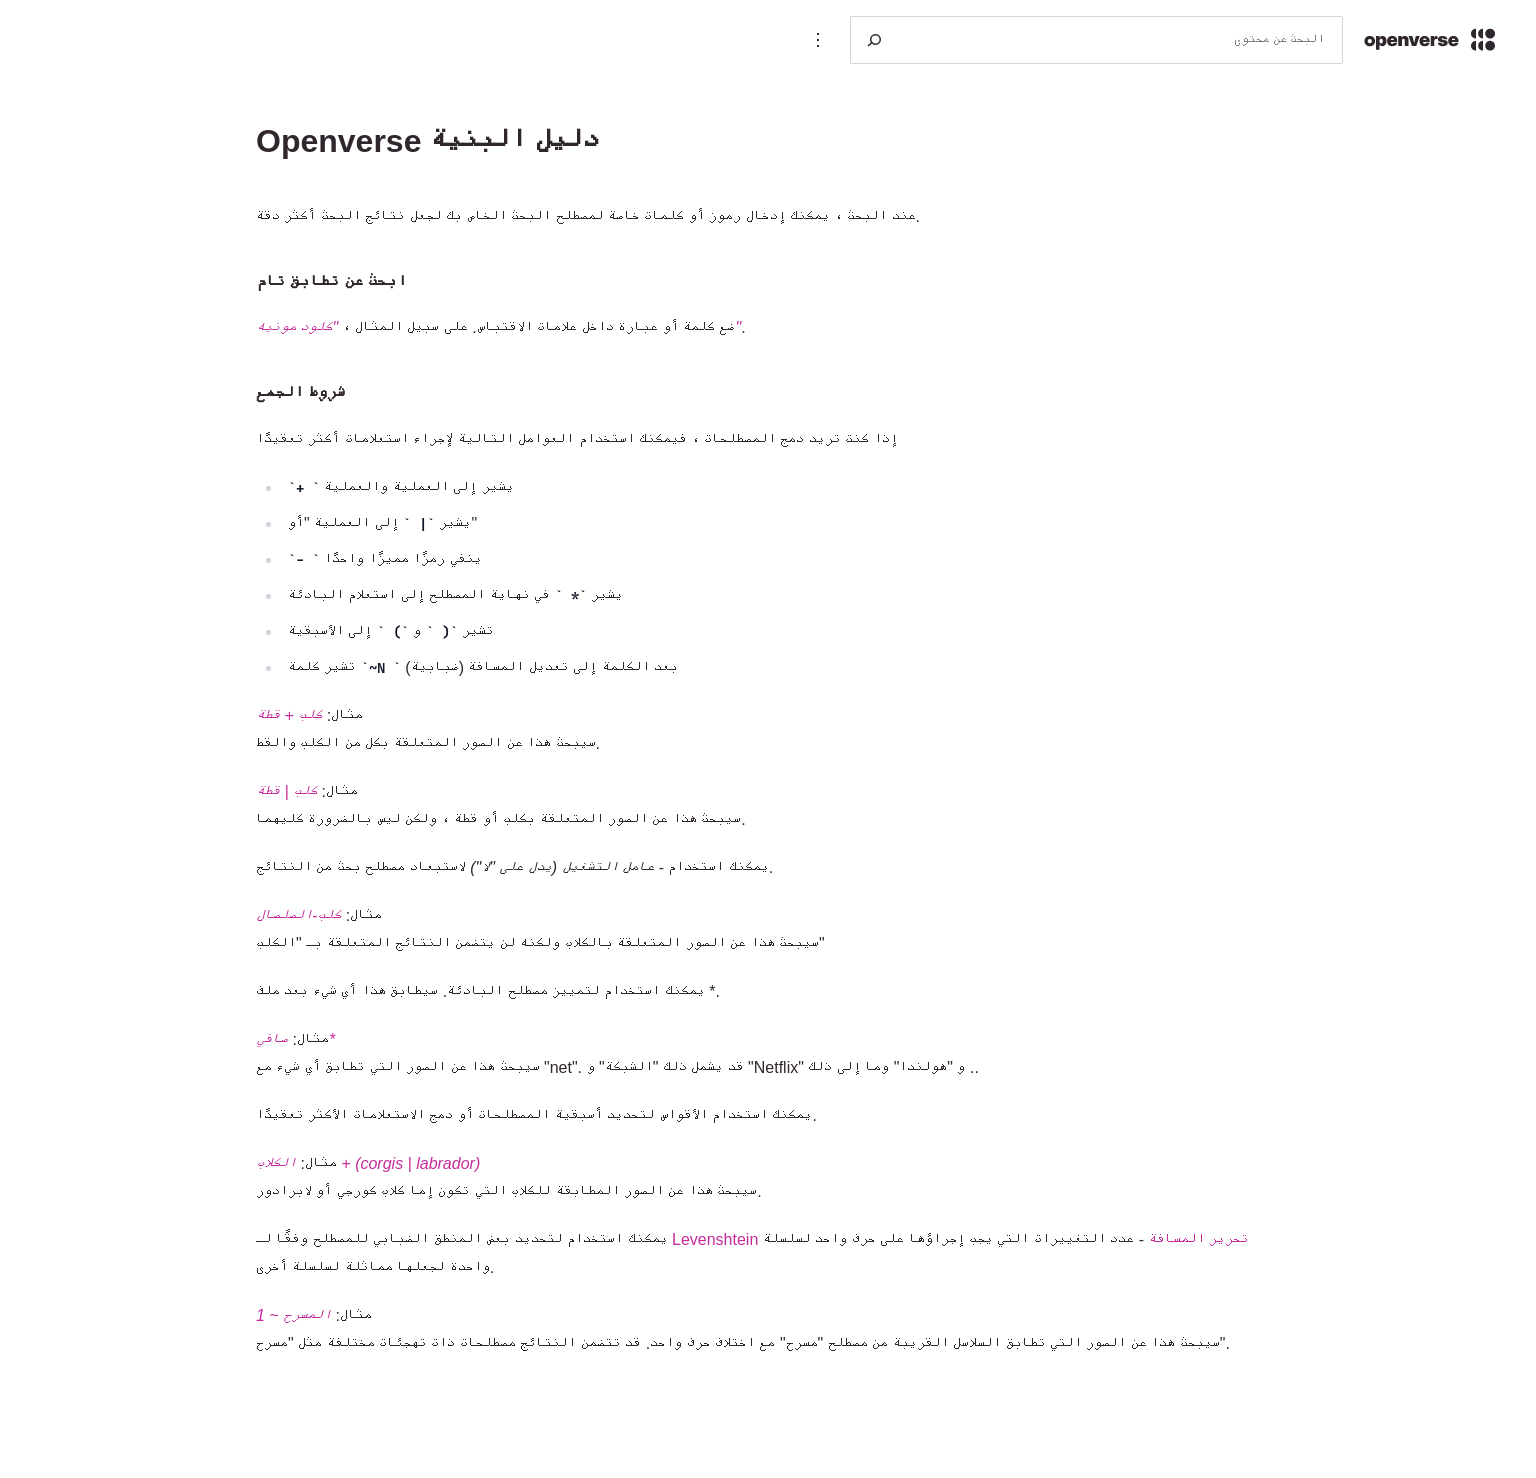 openverse
البحث عن محتوى
دليل البنية Openverse
عند البحث ، يمكنك إدخال رموز أو كلمات خاصة لمصطلح البحث الخاص بك لجعل نتائج البحث أكثر دقة.
ابحث عن تطابق تام
ضع كلمة أو عبارة داخل علامات الاقتباس. على سبيل المثال ، "كلود مونيه".
شروط الجمع
إذا كنت تريد دمج المصطلحات ، فيمكنك استخدام العوامل التالية لإجراء استعلامات أكثر تعقيدًا
يشير إلى العملية والعملية ` +`
يشير ` | ` إلى العملية "أو"
ينفي رمزًا مميزًا واحدًا ` -`
يشير ` * ` في نهاية المصطلح إلى استعلام البادئة
تشير ` ( ` و ` ) ` إلى الأسبقية
بعد الكلمة إلى تعديل المسافة (ضبابية) ` ~N` تشير كلمة
مثال: كلب + قطة
سيبحث هذا عن الصور المتعلقة بكل من الكلب والقط.
مثال: كلب | قطة
سيبحث هذا عن الصور المتعلقة بكلب أو قطة ، ولكن ليس بالضرورة كليهما.
يمكنك استخدام - عامل التشغيل (يدل على "لا") لاستبعاد مصطلح بحث من النتائج.
مثال: كلب-الصلصال
سيبحث هذا عن الصور المتعلقة بالكلاب ولكنه لن يتضمن النتائج المتعلقة بـ "الكلب"
يمكنك استخدام لتمييز مصطلح البادئة. سيطابق هذا أي شيء بعد ملف *.
مثال: صافي*
سيبحث هذا عن الصور التي تطابق أي شيء مع "net". قد يشمل ذلك "الشبكة" و "Netflix" و "هولندا" وما إلى ذلك ..
يمكنك استخدام الأقواس لتحديد أسبقية المصطلحات أو دمج الاستعلامات الأكثر تعقيدًا.
مثال: الكلاب + (corgis | labrador)
سيبحث هذا عن الصور المطابقة للكلاب التي تكون إما كلاب كورجي أو لابرادور.
يمكنك استخدام لتحديد بعض المنطق الضبابي للمصطلح وفقًا لـ Levenshtein تحرير المسافة - عدد التغييرات التي يجب إجراؤها على حرف واحد لسلسلة
واحدة لجعلها مماثلة لسلسلة أخرى.
مثال: المسرح ~ 1
سيبحث هذا عن الصور التي تطابق السلاسل القريبة من مصطلح "مسرح" مع اختلاف حرف واحد. قد تتضمن النتائج مصطلحات ذات تهجئات مختلفة مثل "مسرح".